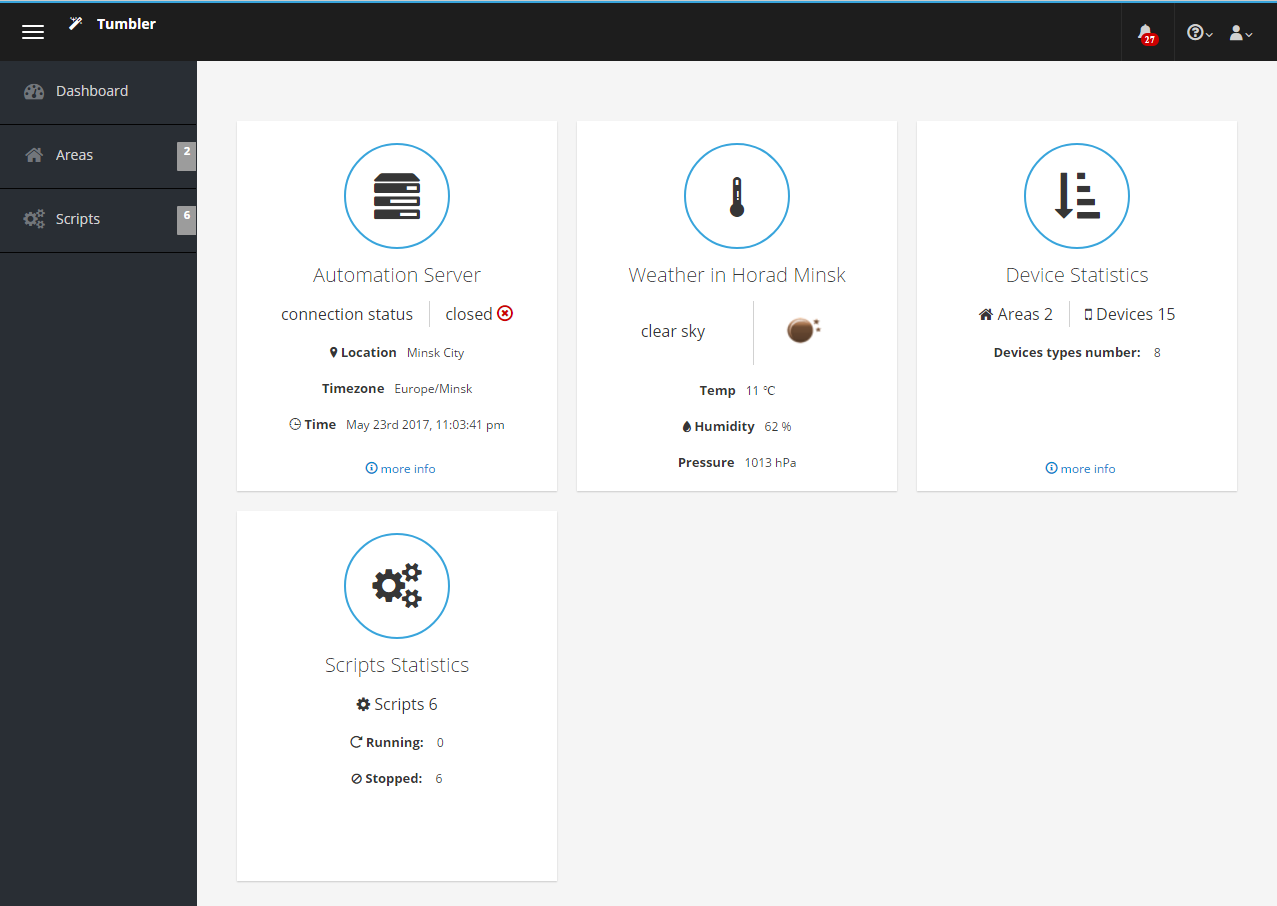 Tumbler
27
Dashboard
Areas 2
Scripts 6
Automation Server
connection status closed
Location Minsk City
Timezone Europe/Minsk
Time May 23rd 2017, 11:03:41 pm
more info
Weather in Horad Minsk
clear sky
Temp 11 °C
Humidity 62 %
Pressure 1013 hPa
Device Statistics
Areas 2 Devices 15
Devices types number: 8
more info
Scripts Statistics
Scripts 6
Running: 0
Stopped: 6